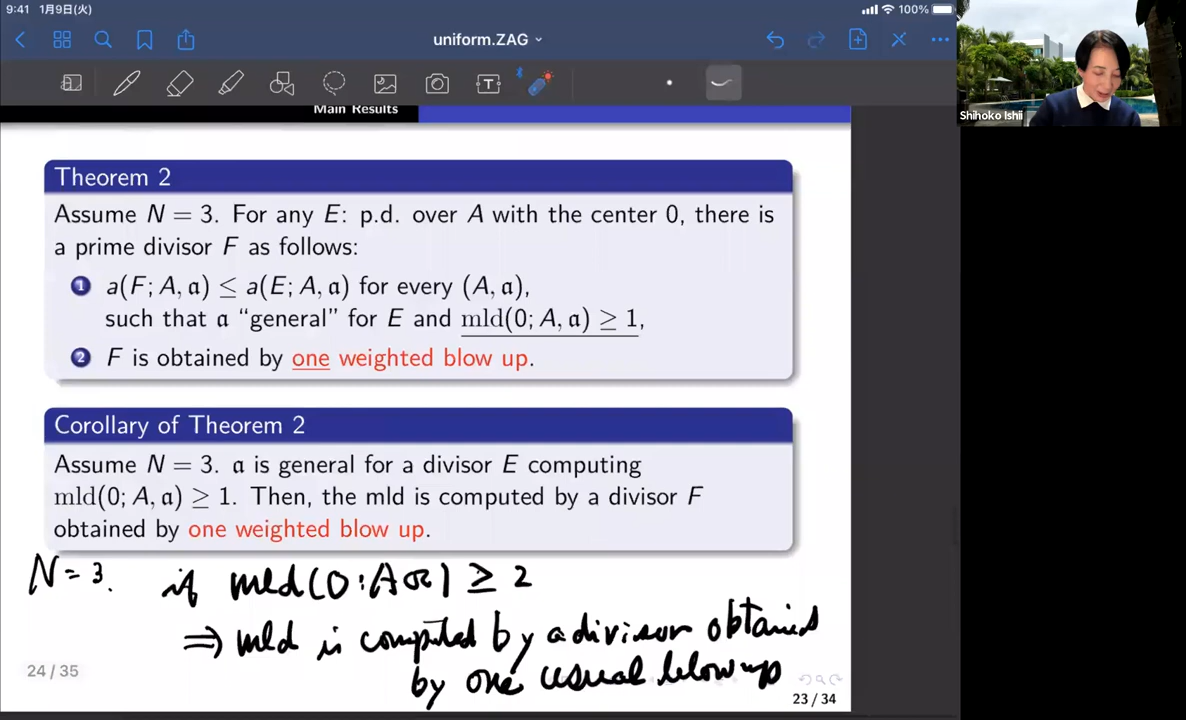 9:41 1月9日(火)
100%
uniform.ZAG
Shihoko Ishii
Main Results
Theorem 2
Assume N = 3. For any E: p.d. over A with the center 0, there is
a prime divisor F as follows:
1 a(F; A, 𝔞) ≤ a(E; A, 𝔞) for every (A, 𝔞),
such that 𝔞 “general” for E and mld(0; A, 𝔞) ≥ 1,
2 F is obtained by one weighted blow up.
Corollary of Theorem 2
Assume N = 3. 𝔞 is general for a divisor E computing
mld(0; A, 𝔞) ≥ 1. Then, the mld is computed by a divisor F
obtained by one weighted blow up.
N = 3. if mld(0; A 𝔞) ≥ 2
⇒ mld is computed by a divisor obtained
by one usual blow up
24 / 35
23 / 34